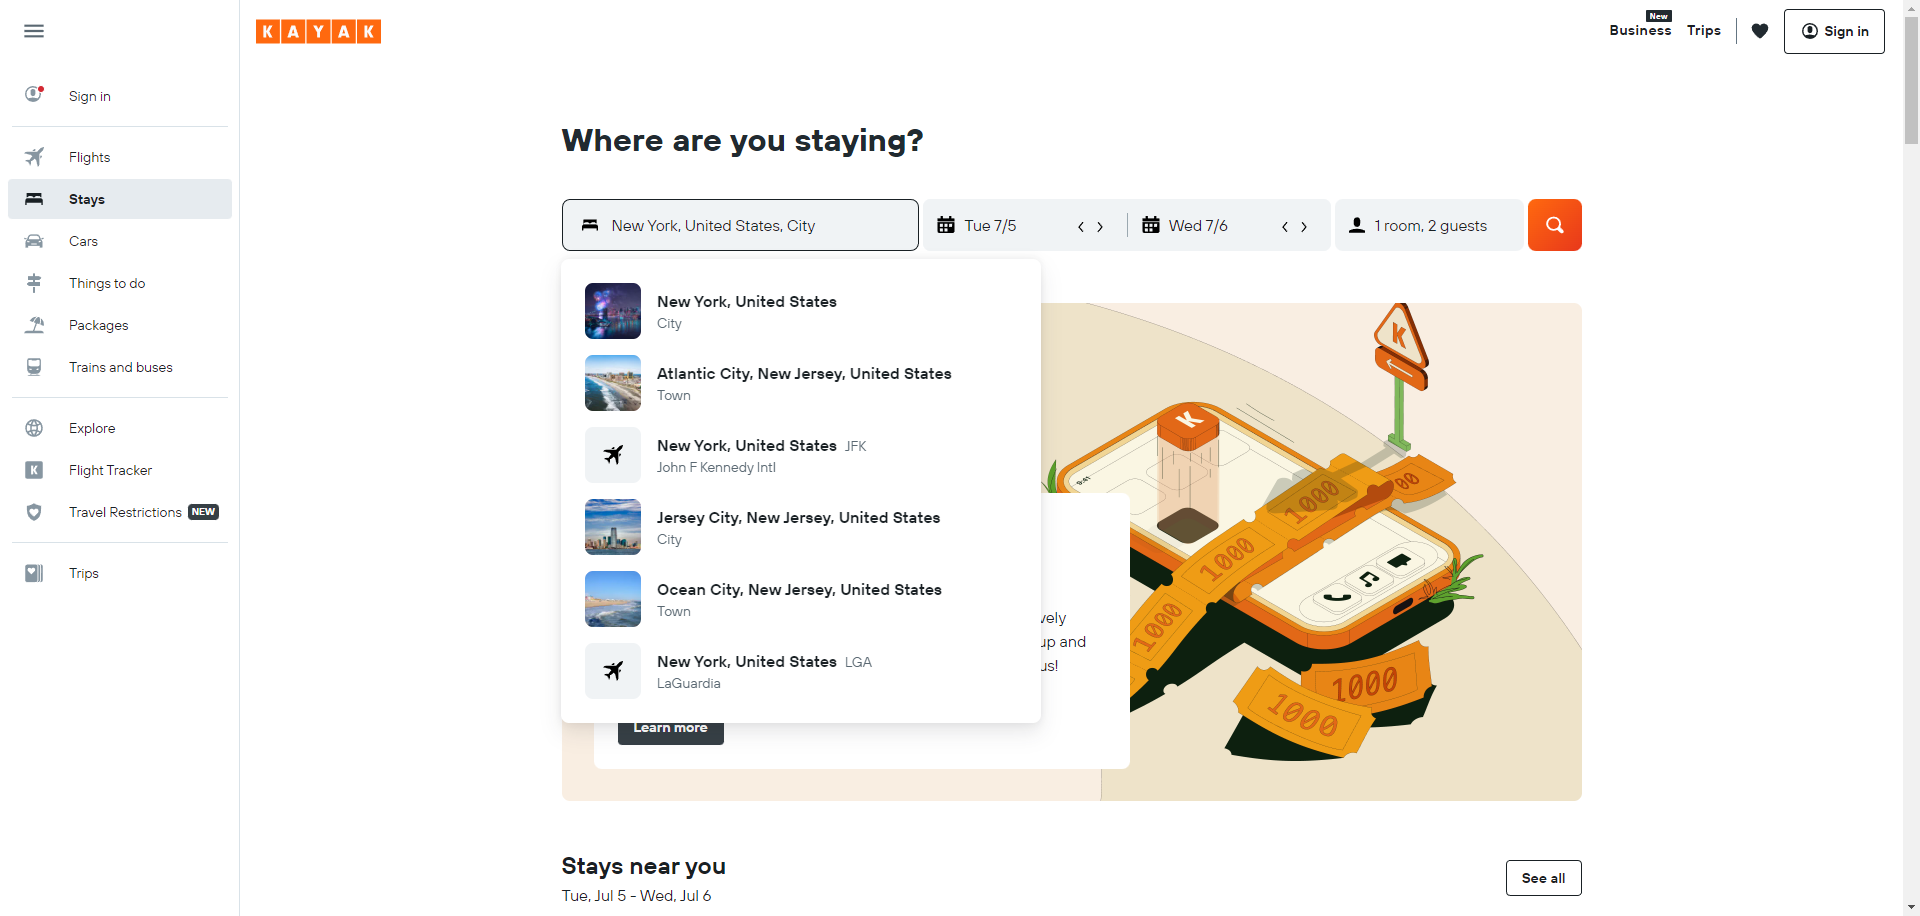 KAYAK
New
Business
Trips
Sign in
Sign in
Flights
Stays
Cars
Things to do
Packages
Trains and buses
Explore
K
Flight Tracker
Travel Restrictions NEW
Trips
Where are you staying?
New York, United States, City
Tue 7/5
Wed 7/6
1 room, 2 guests
New York, United States
City
Atlantic City, New Jersey, United States
Town
New York, United States JFK
John F Kennedy Intl
Jersey City, New Jersey, United States
City
Ocean City, New Jersey, United States
Town
New York, United States LGA
LaGuardia
vely
up and
us!
Learn more
K
K
9:41
1000
00
1000
1000
1000
1000
Stays near you
Tue, Jul 5 - Wed, Jul 6
See all